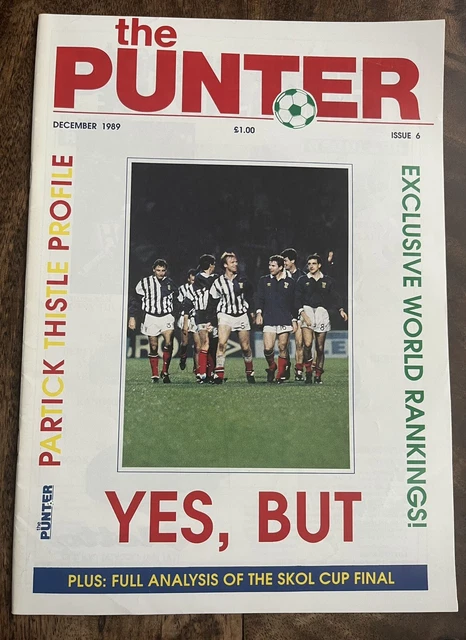 the
PUNTER
DECEMBER 1989
£1.00
ISSUE 6
PARTICK THISTLE PROFILE
EXCLUSIVE WORLD RANKINGS!
the
PUNTER
YES, BUT
PLUS: FULL ANALYSIS OF THE SKOL CUP FINAL